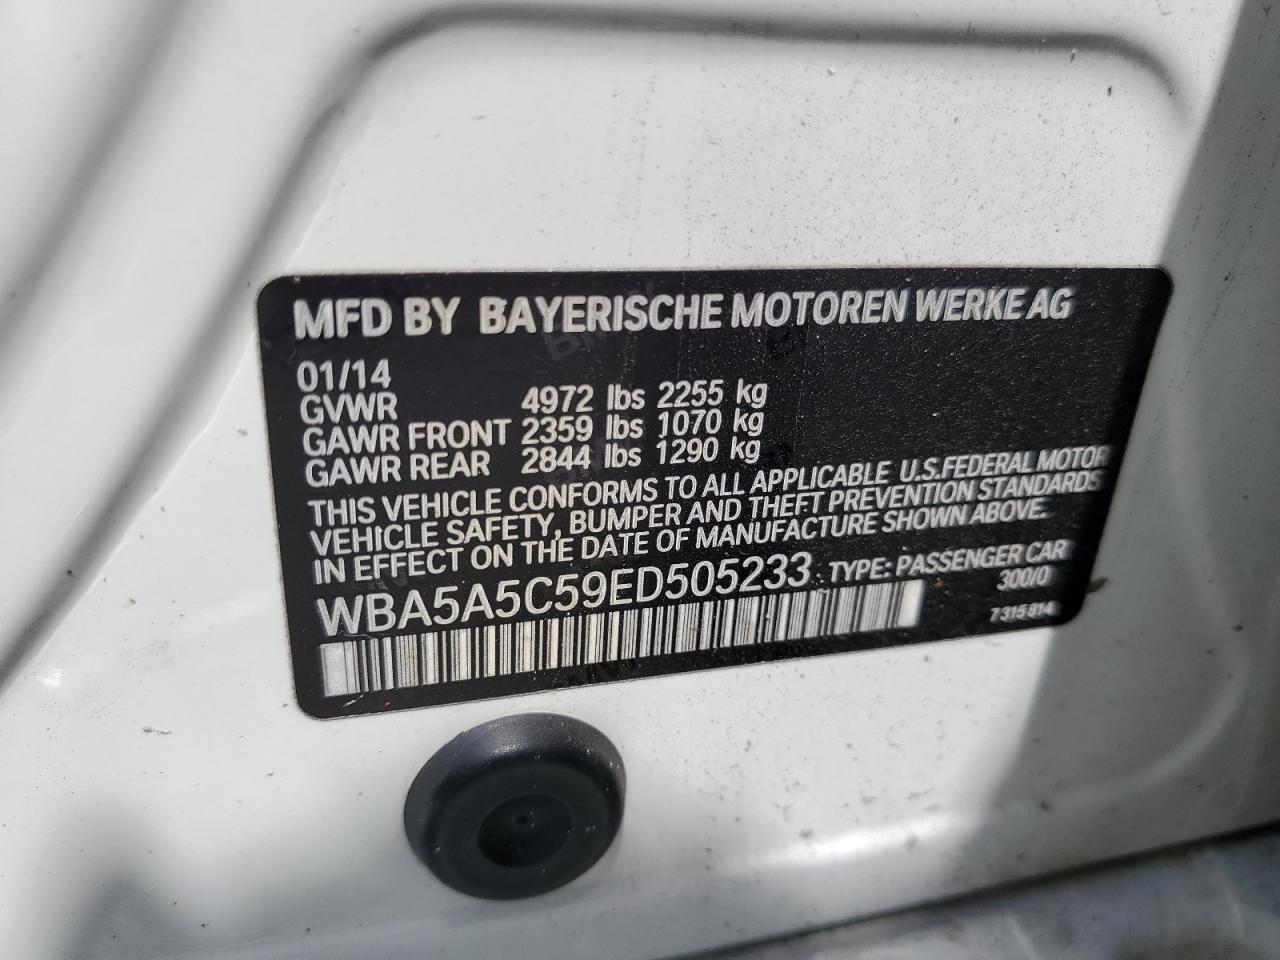 MFD BY BAYERISCHE MOTOREN WERKE AG
01/14
GVWR 4972 lbs 2255 kg
GAWR FRONT 2359 lbs 1070 kg
GAWR REAR 2844 lbs 1290 kg
THIS VEHICLE CONFORMS TO ALL APPLICABLE U.S. FEDERAL MOTOR
VEHICLE SAFETY, BUMPER AND THEFT PREVENTION STANDARDS
IN EFFECT ON THE DATE OF MANUFACTURE SHOWN ABOVE.
WBA5A5C59ED505233 TYPE: PASSENGER CAR
300/0
7315814